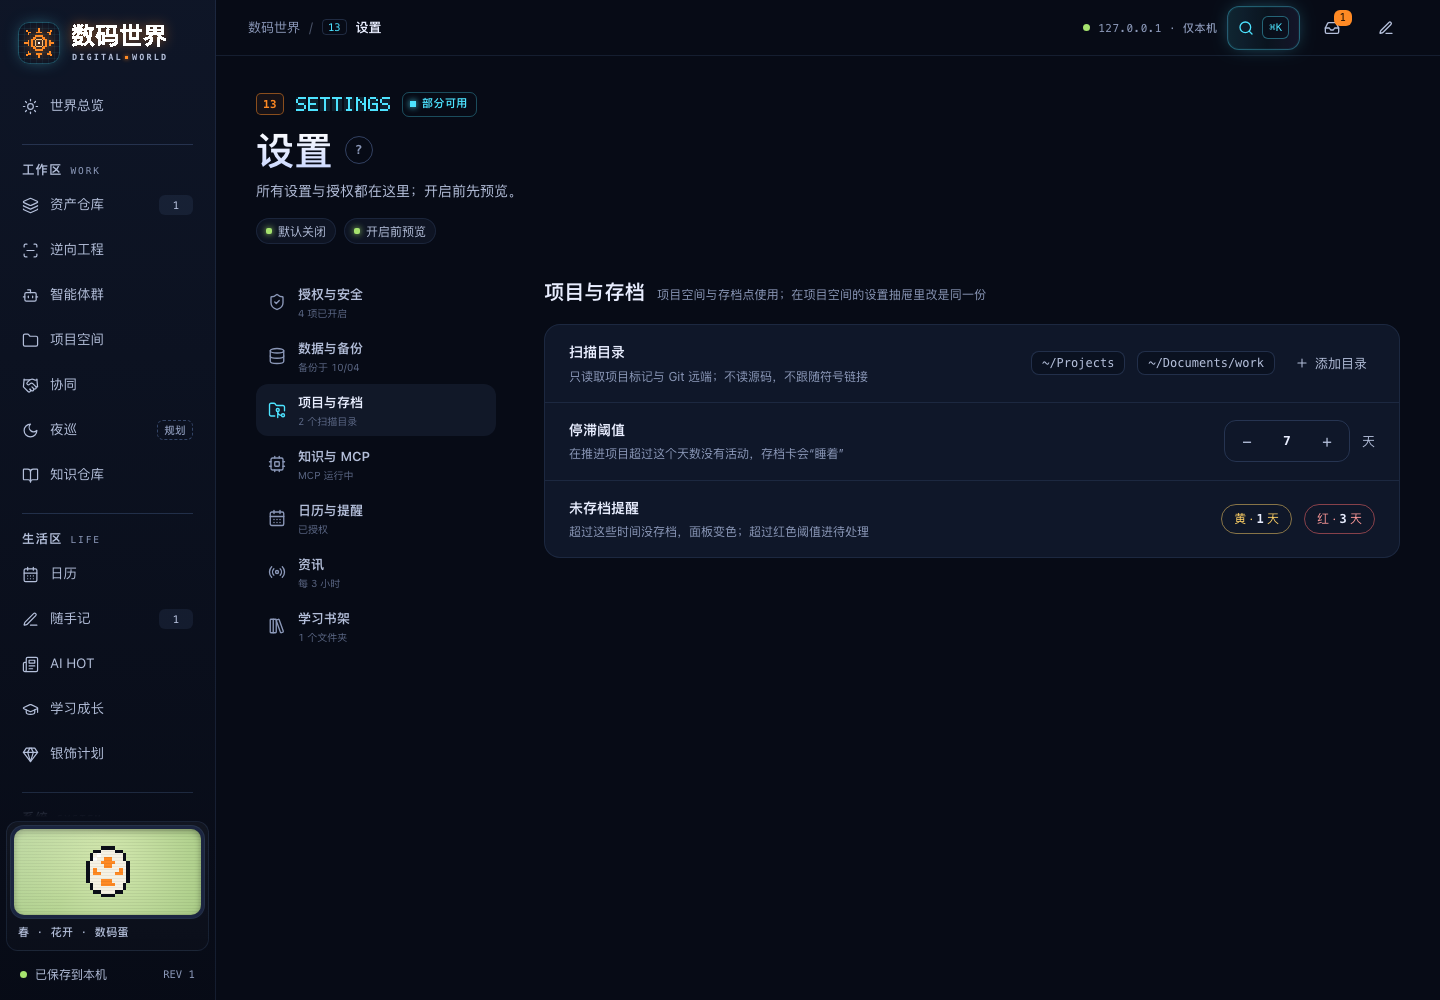 数码世界
DIGITAL WORLD
世界总览
工作区 WORK
资产仓库 1
逆向工程
智能体群
项目空间
协同
夜巡 规划
知识仓库
生活区 LIFE
日历
随手记 1
AI HOT
学习成长
银饰计划
春 · 花开 · 数码蛋
已保存到本机 REV 1
数码世界 / 13 设置
127.0.0.1 · 仅本机
⌘K
1
13 SETTINGS 部分可用
设置 ?
所有设置与授权都在这里；开启前先预览。
默认关闭 开启前预览
授权与安全
4 项已开启
数据与备份
备份于 10/04
项目与存档
2 个扫描目录
知识与 MCP
MCP 运行中
日历与提醒
已授权
资讯
每 3 小时
学习书架
1 个文件夹
项目与存档 项目空间与存档点使用；在项目空间的设置抽屉里改是同一份
扫描目录
只读取项目标记与 Git 远端；不读源码，不跟随符号链接
~/Projects ~/Documents/work + 添加目录
停滞阈值
在推进项目超过这个天数没有活动，存档卡会“睡着”
− 7 + 天
未存档提醒
超过这些时间没存档，面板变色；超过红色阈值进待处理
黄 · 1 天 红 · 3 天